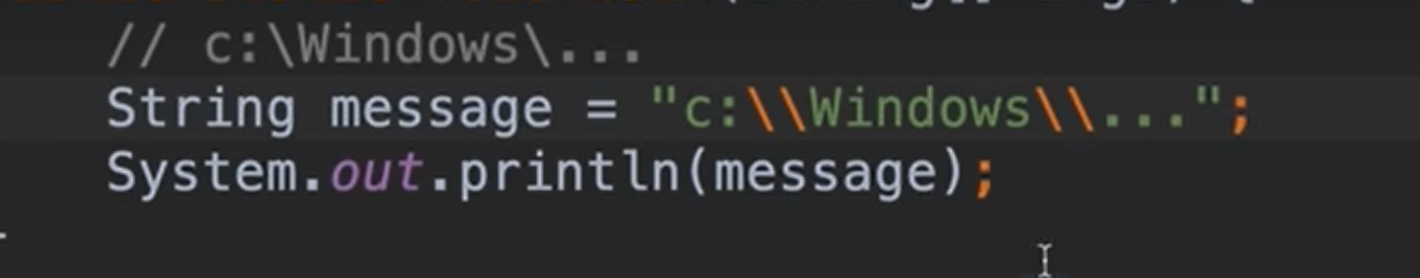 // c:\Windows\...
String message = "c:\\Windows\\...";
System.out.println(message);